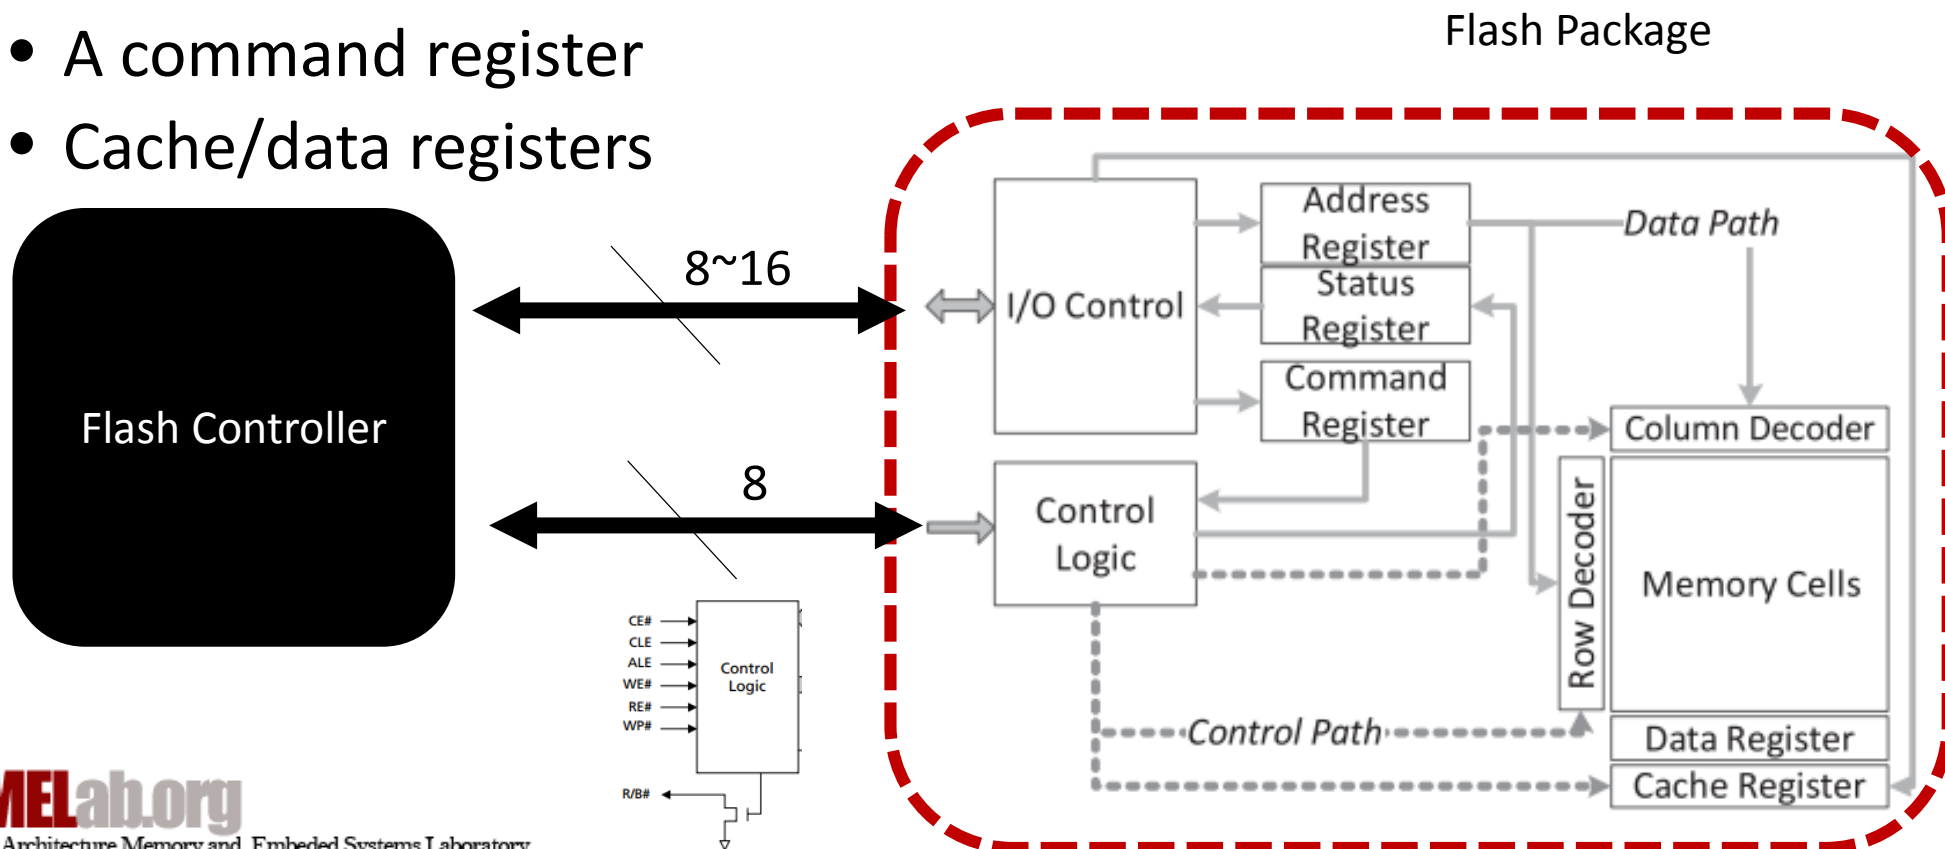 • A command register
• Cache/data registers
Flash Package
Flash Controller
8~16
8
I/O Control
Address
Register
Status
Register
Command
Register
Data Path
Column Decoder
Control
Logic
Row Decoder
Memory Cells
Control Path
Data Register
Cache Register
CE#
CLE
ALE
WE#
RE#
WP#
Control
Logic
R/B#
MELab.org
Architecture Memory and Embeded Systems Laboratory